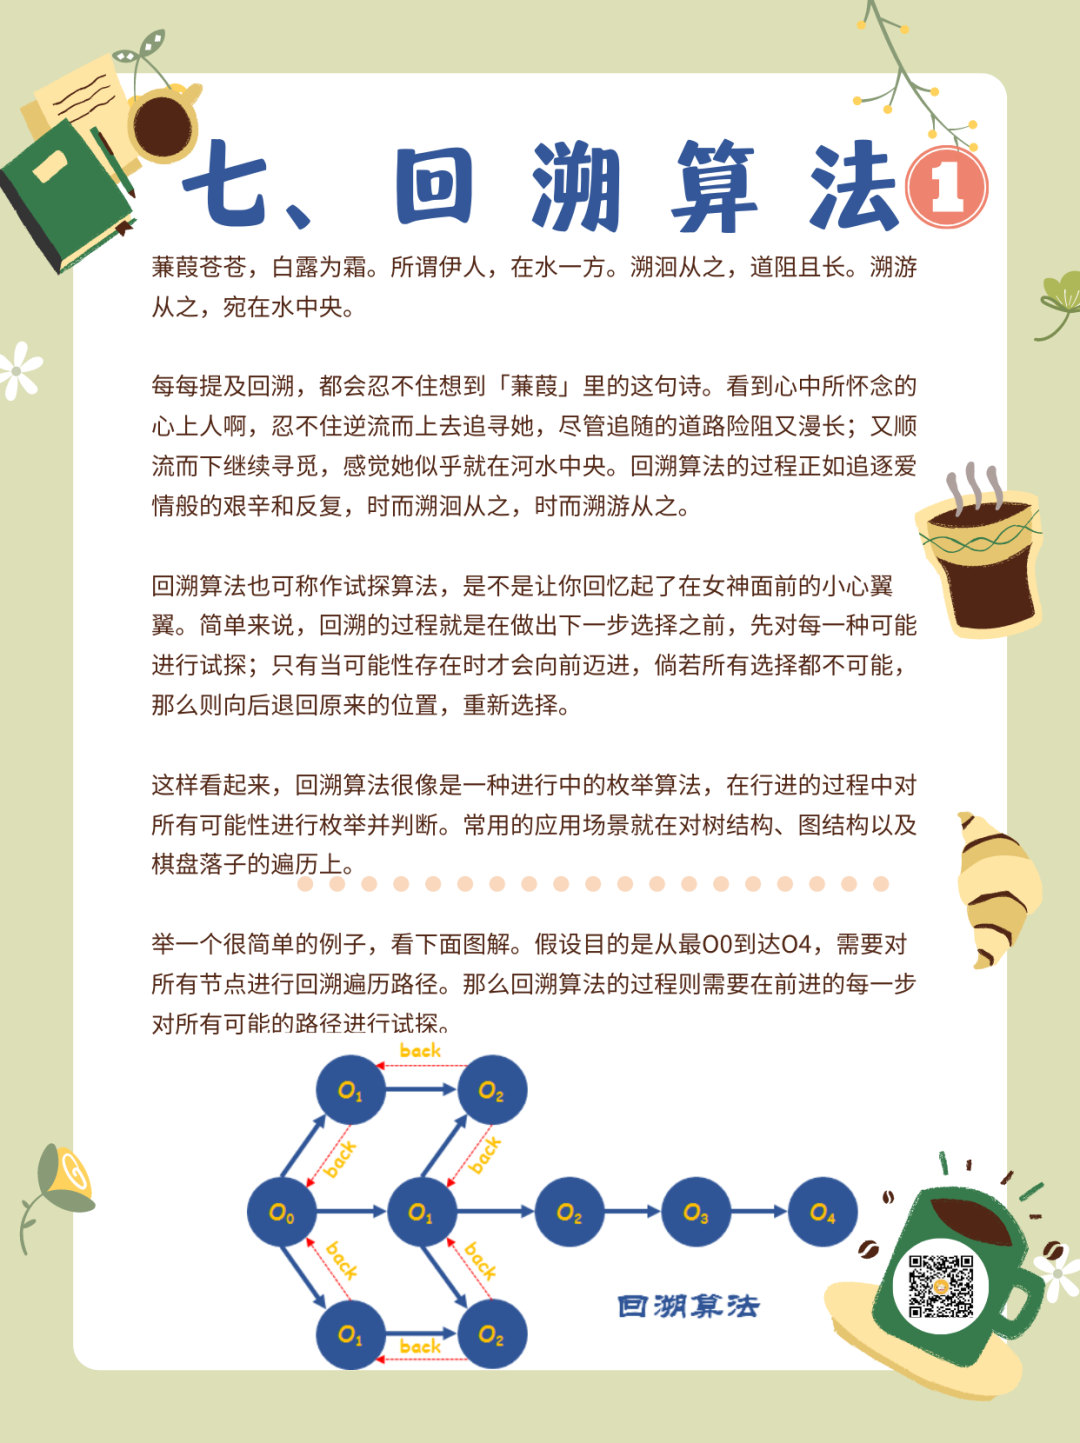 七、回溯算法 1
蒹葭苍苍，白露为霜。所谓伊人，在水一方。溯洄从之，道阻且长。溯游
从之，宛在水中央。
每每提及回溯，都会忍不住想到「蒹葭」里的这句诗。看到心中所怀念的
心上人啊，忍不住逆流而上去追寻她，尽管追随的道路险阻又漫长；又顺
流而下继续寻觅，感觉她似乎就在河水中央。回溯算法的过程正如追逐爱
情般的艰辛和反复，时而溯洄从之，时而溯游从之。
回溯算法也可称作试探算法，是不是让你回忆起了在女神面前的小心翼
翼。简单来说，回溯的过程就是在做出下一步选择之前，先对每一种可能
进行试探；只有当可能性存在时才会向前迈进，倘若所有选择都不可能，
那么则向后退回原来的位置，重新选择。
这样看起来，回溯算法很像是一种进行中的枚举算法，在行进的过程中对
所有可能性进行枚举并判断。常用的应用场景就在对树结构、图结构以及
棋盘落子的遍历上。
举一个很简单的例子，看下面图解。假设目的是从最O0到达O4，需要对
所有节点进行回溯遍历路径。那么回溯算法的过程则需要在前进的每一步
对所有可能的路径进行试探。
back
O₁ O₂
back back
O₀ O₁ O₂ O₃ O₄
back back
回溯算法
O₁ back O₂